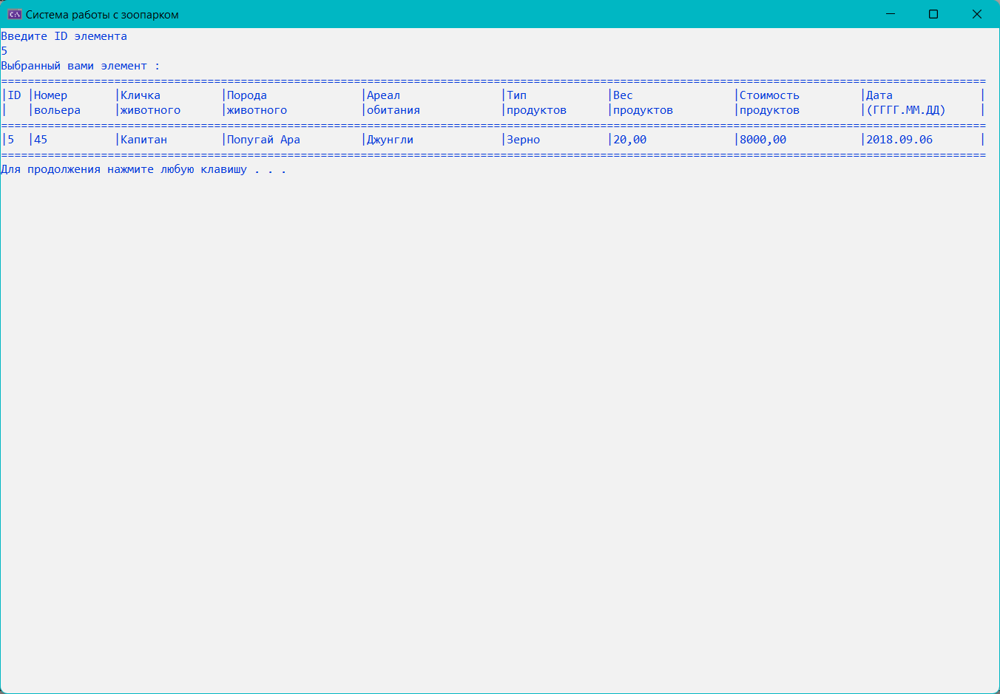 Система работы с зоопарком
Введите ID элемента
5
Выбранный вами элемент :
====================================================================================================================================================
|ID |Номер |Кличка |Порода |Ареал |Тип |Вес |Стоимость |Дата |
| |вольера |животного |животного |обитания |продуктов |продуктов |продуктов |(ГГГГ.ММ.ДД) |
====================================================================================================================================================
|5 |45 |Капитан |Попугай Ара |Джунгли |Зерно |20,00 |8000,00 |2018.09.06 |
====================================================================================================================================================
Для продолжения нажмите любую клавишу . . .